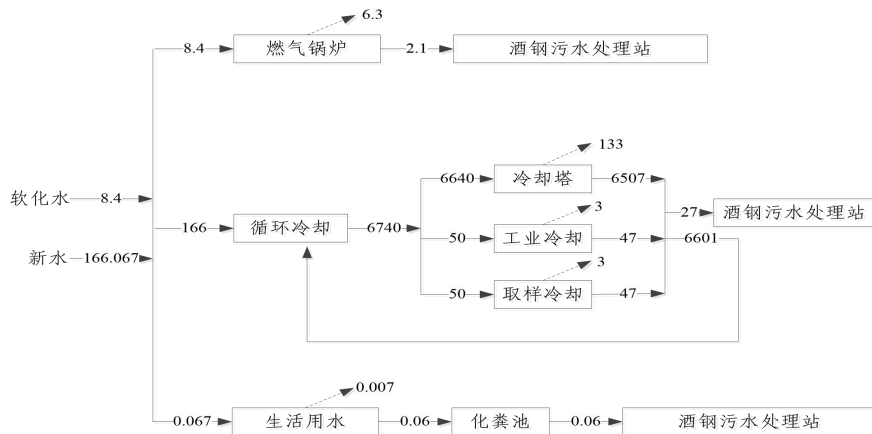 6.3
8.4
燃气锅炉
2.1
酒钢污水处理站
133
6640
冷却塔
6507
软化水
8.4
3
27
酒钢污水处理站
166
循环冷却
6740
50
工业冷却
47
6601
新水
166.067
3
50
取样冷却
47
0.007
0.067
生活用水
0.06
化粪池
0.06
酒钢污水处理站